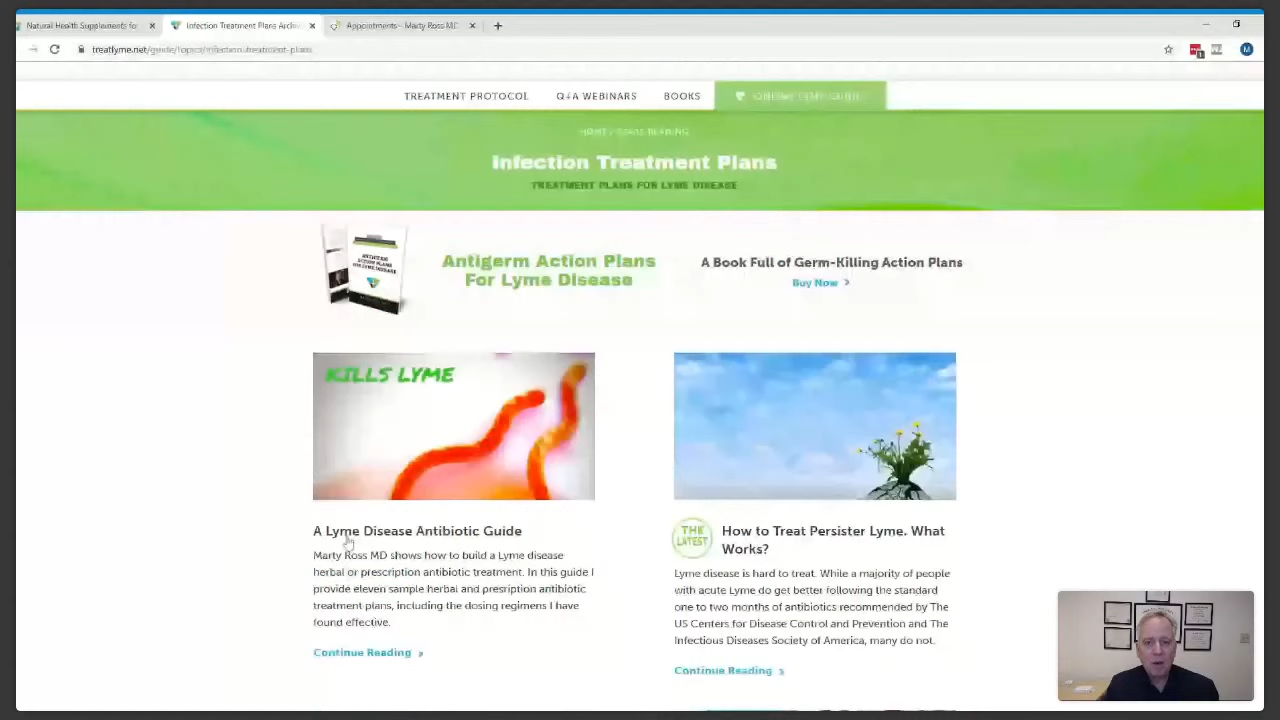 Natural Health Supplements fo
Infection Treatment Plans Archiv
Appointments - Marty Ross MD
treatlyme.net/guide/topics/infection-treatment-plans
M
TREATMENT PROTOCOL
Q+A WEBINARS
BOOKS
HOME /
READING
Infection Treatment Plans
TREATMENT PLANS FOR LYME DISEASE
ANTIGERM
ACTION PLANS
FOR LYME DISEASE
Antigerm Action Plans
For Lyme Disease
A Book Full of Germ-Killing Action Plans
Buy Now
KILLS LYME
A Lyme Disease Antibiotic Guide
Marty Ross MD shows how to build a Lyme disease
herbal or prescription antibiotic treatment. In this guide I
provide eleven sample herbal and presription antibiotic
treatment plans, including the dosing regimens I have
found effective.
Continue Reading
THE
LATEST
How to Treat Persister Lyme. What
Works?
Lyme disease is hard to treat. While a majority of people
with acute Lyme do get better following the standard
one to two months of antibiotics recommended by The
US Centers for Disease Control and Prevention and The
Infectious Diseases Society of America, many do not.
Continue Reading